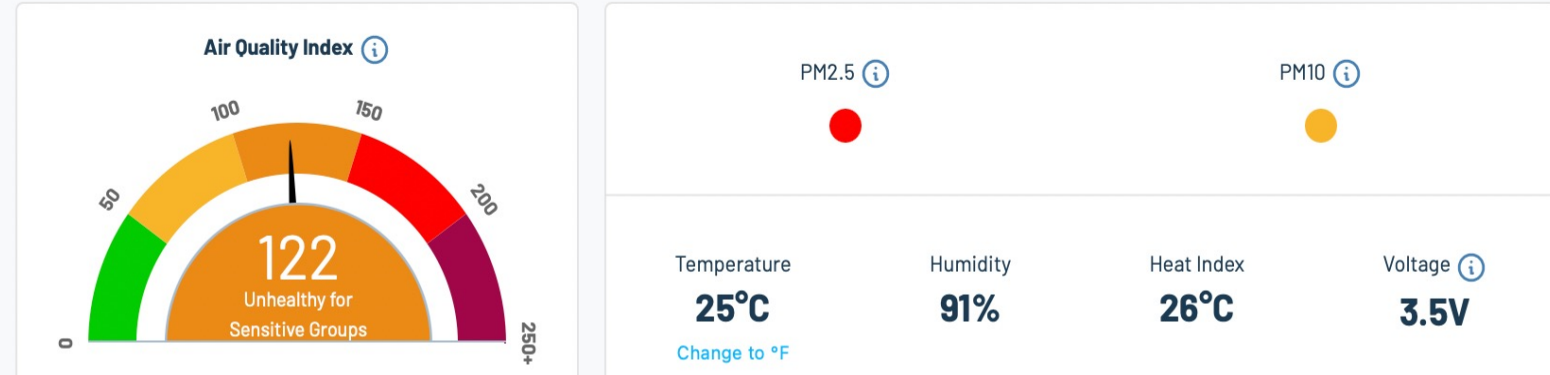 Air Quality Index
0
50
100
150
200
250+
122
Unhealthy for
Sensitive Groups
PM2.5
PM10
Temperature
25°C
Change to °F
Humidity
91%
Heat Index
26°C
Voltage
3.5V